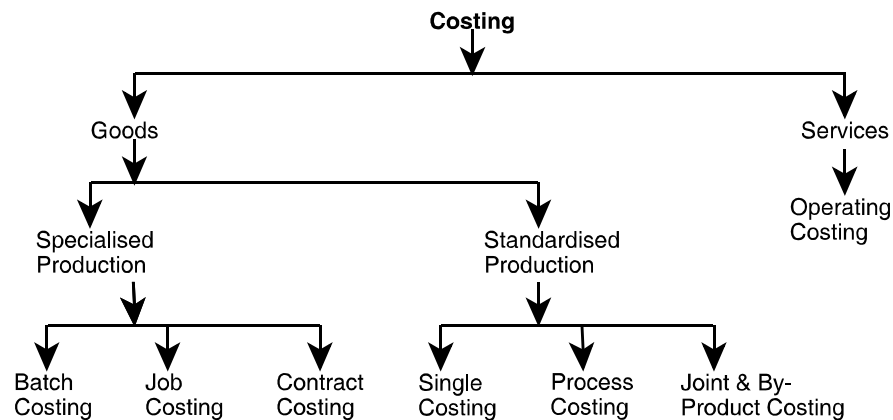 Costing
Goods
Services
Operating
Costing
Specialised
Production
Standardised
Production
Batch
Costing
Job
Costing
Contract
Costing
Single
Costing
Process
Costing
Joint & By-
Product Costing